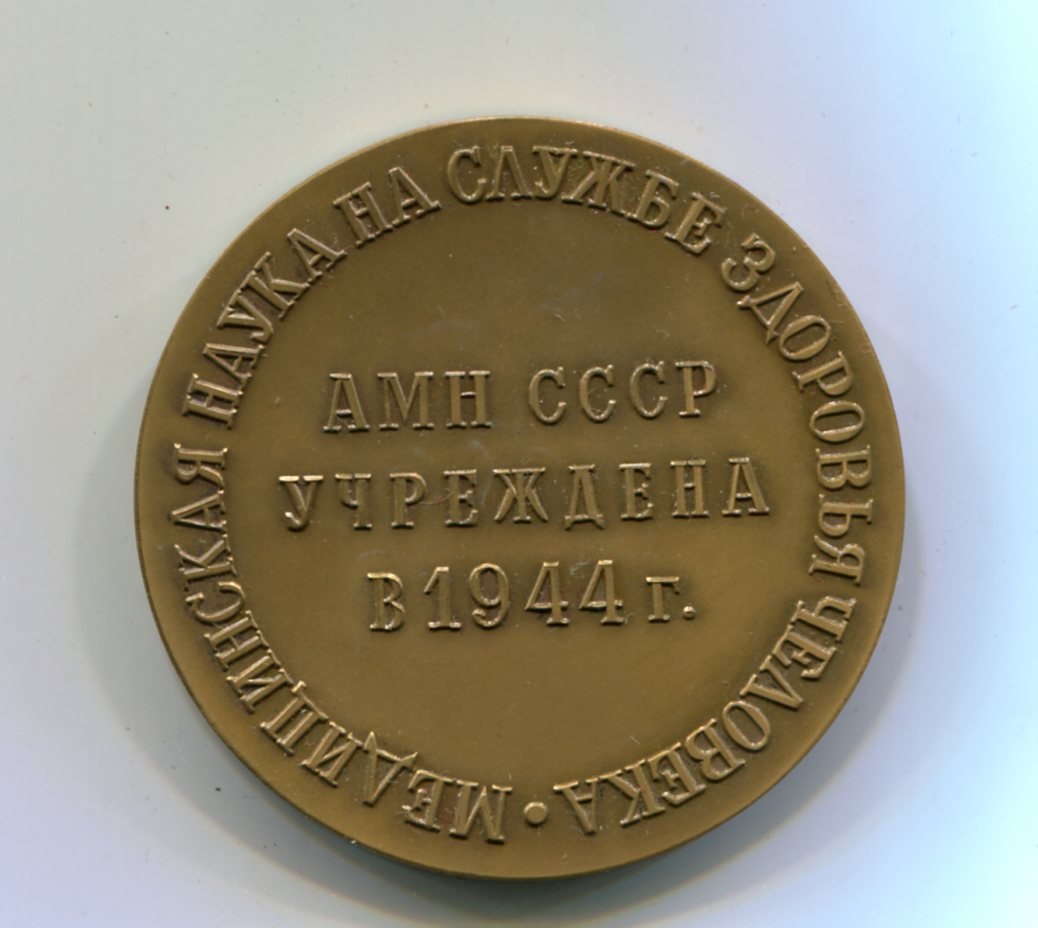 МЕДИЦИНСКАЯ НАУКА НА СЛУЖБЕ ЗДОРОВЬЯ ЧЕЛОВЕКА •
АМН СССР
УЧРЕЖДЕНА
В 1944 г.